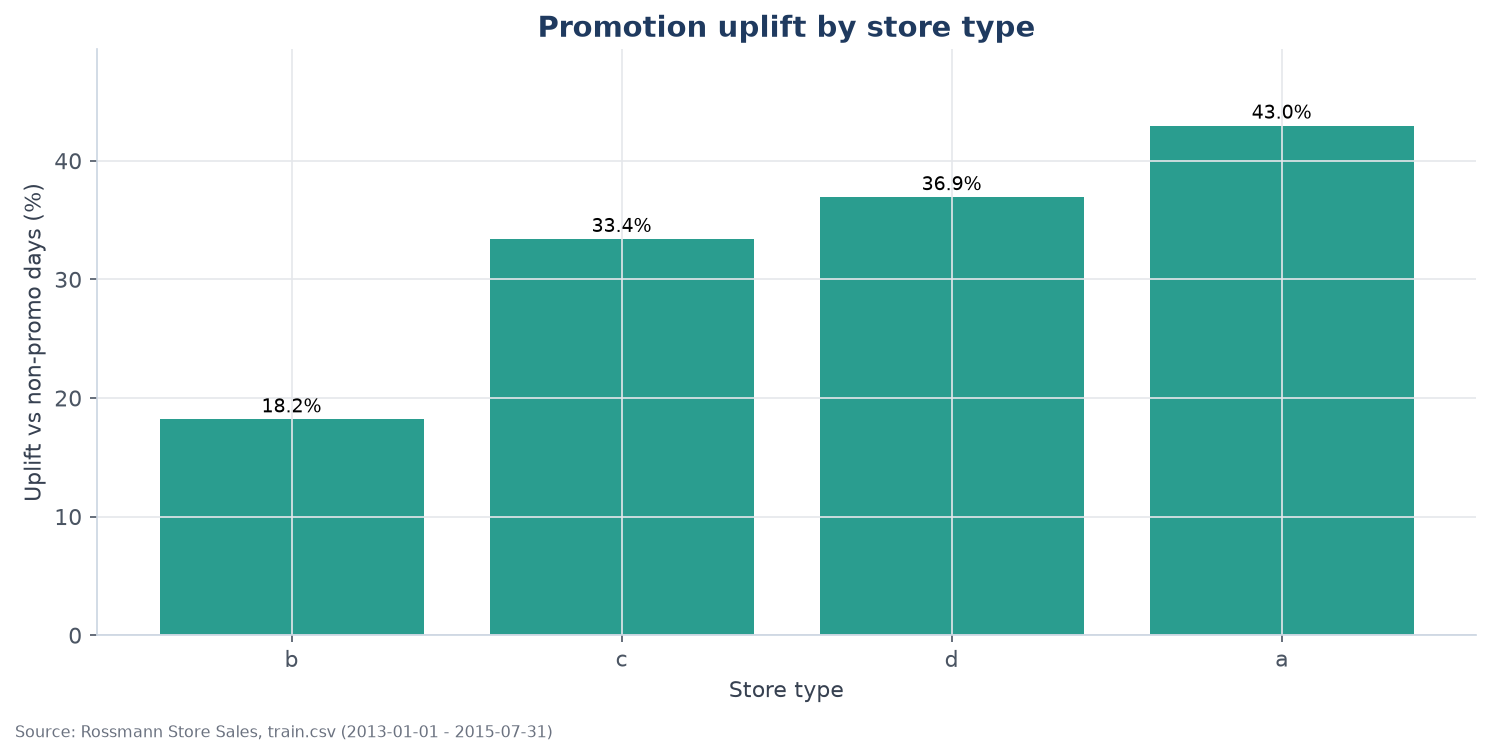 Promotion uplift by store type
Uplift vs non-promo days (%)
40
30
20
10
0
18.2%
33.4%
36.9%
43.0%
b
c
d
a
Store type
Source: Rossmann Store Sales, train.csv (2013-01-01 - 2015-07-31)